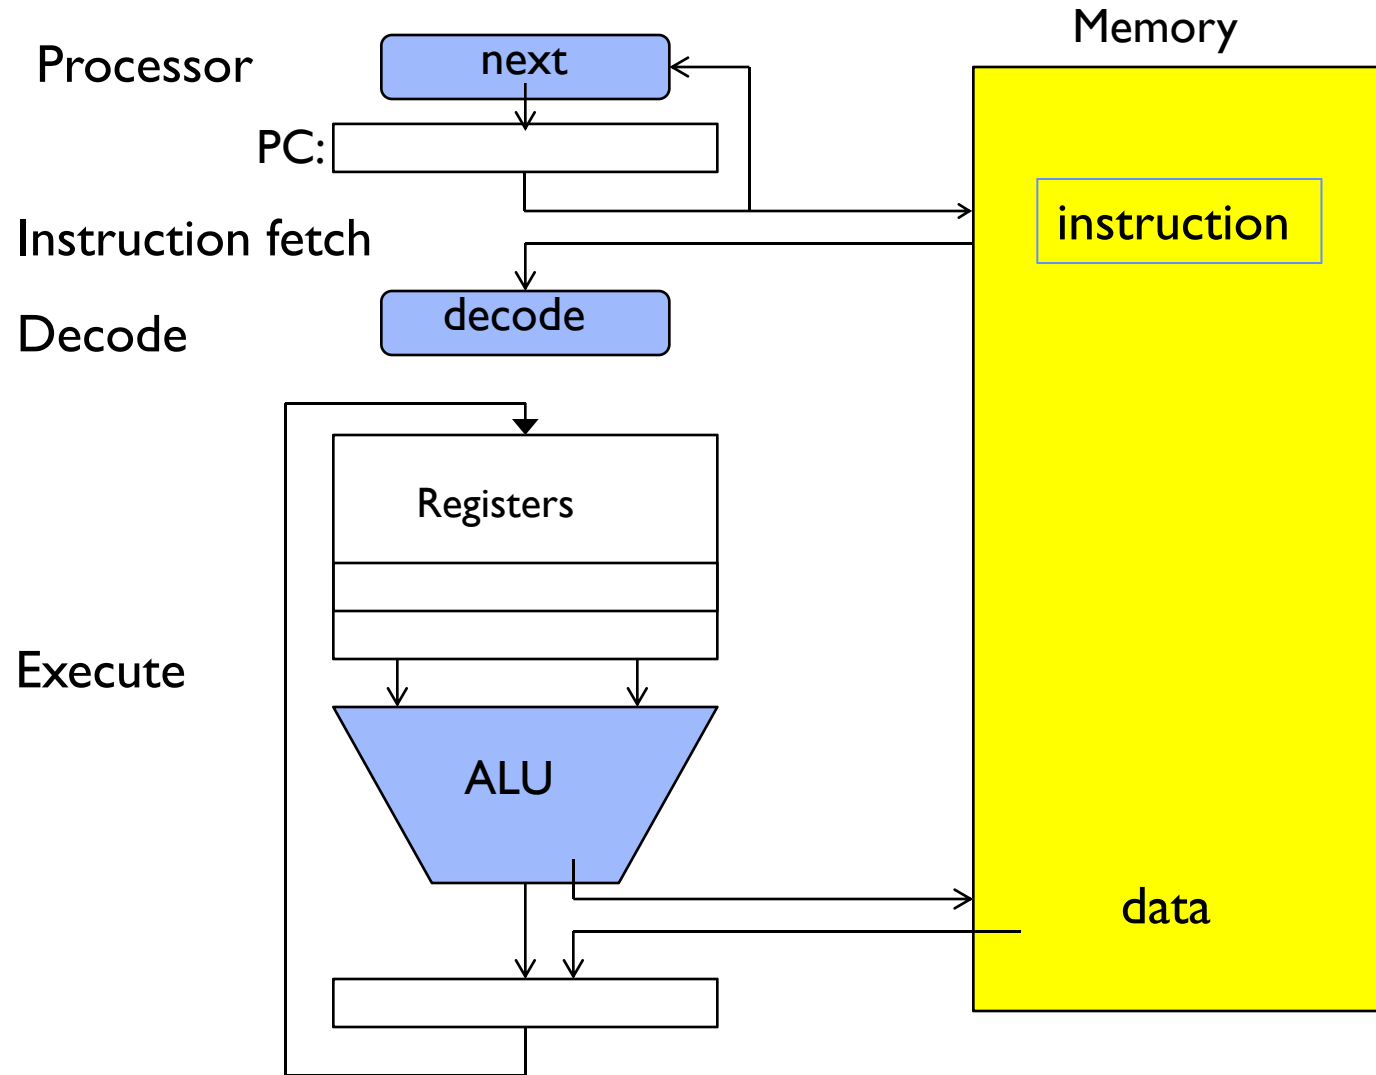 Memory
Processor
next
PC:
instruction
Instruction fetch
decode
Decode
Registers
Execute
ALU
data